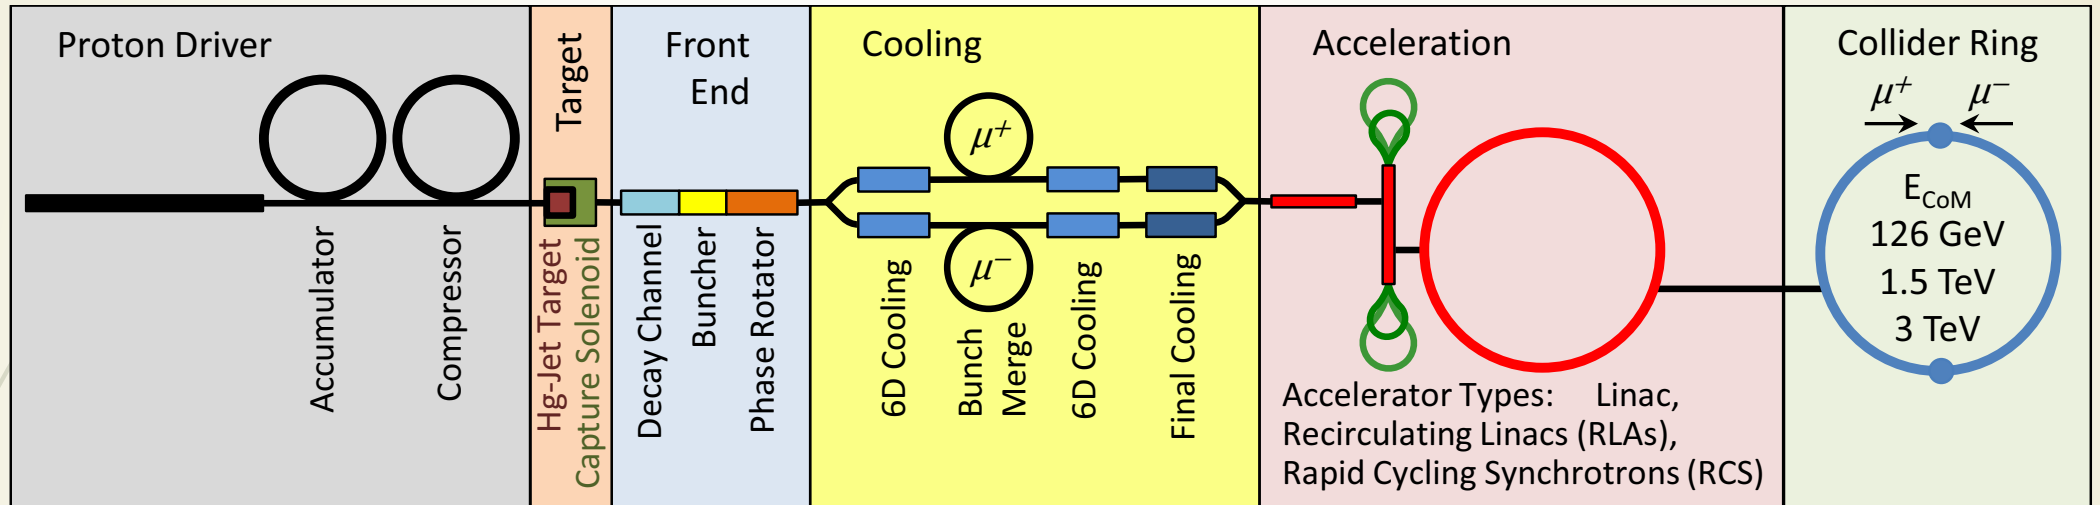 Proton Driver
Accumulator
Compressor
Target
Hg-Jet Target
Capture Solenoid
Front
End
Decay Channel
Buncher
Phase Rotator
Cooling
μ+
μ−
6D Cooling
Bunch
Merge
6D Cooling
Final Cooling
Acceleration
Accelerator Types: Linac,
Recirculating Linacs (RLAs),
Rapid Cycling Synchrotrons (RCS)
Collider Ring
μ+ μ−
ECoM
126 GeV
1.5 TeV
3 TeV